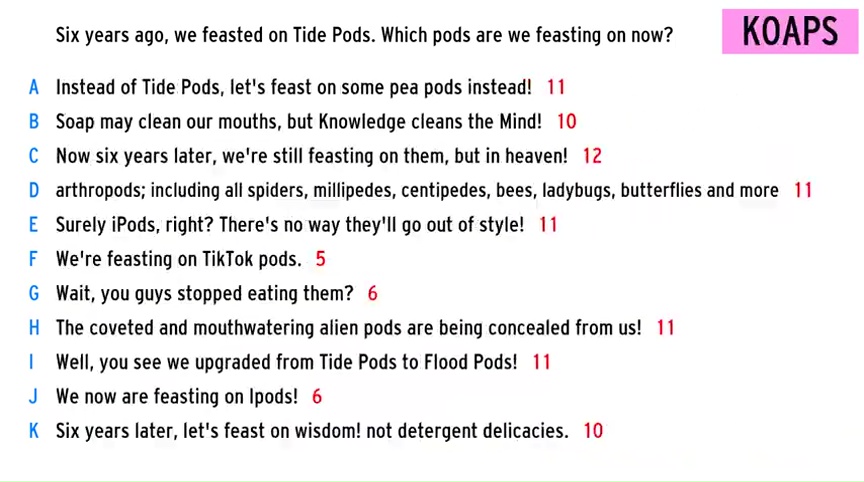 Six years ago, we feasted on Tide Pods. Which pods are we feasting on now?
KOAPS
A Instead of Tide Pods, let's feast on some pea pods instead! 11
B Soap may clean our mouths, but Knowledge cleans the Mind! 10
C Now six years later, we're still feasting on them, but in heaven! 12
D arthropods; including all spiders, millipedes, centipedes, bees, ladybugs, butterflies and more 11
E Surely iPods, right? There's no way they'll go out of style! 11
F We're feasting on TikTok pods. 5
G Wait, you guys stopped eating them? 6
H The coveted and mouthwatering alien pods are being concealed from us! 11
I Well, you see we upgraded from Tide Pods to Flood Pods! 11
J We now are feasting on Ipods! 6
K Six years later, let's feast on wisdom! not detergent delicacies. 10